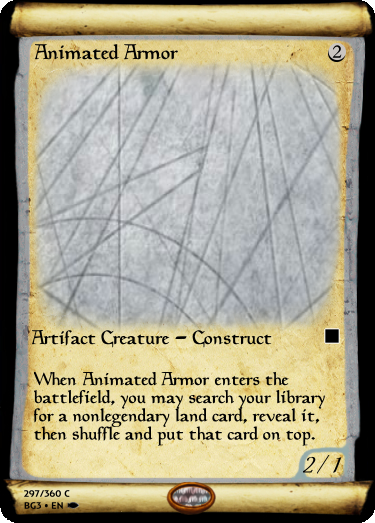 Animated Armor 2
Artifact Creature – Construct
When Animated Armor enters the
battlefield, you may search your library
for a nonlegendary land card, reveal it,
then shuffle and put that card on top.
2/1
297/360 C
BG3 • EN